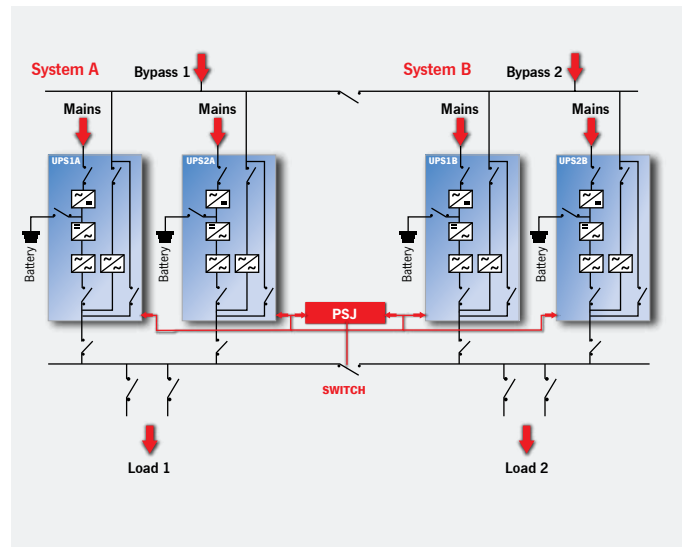 System A
Bypass 1
System B
Bypass 2
Mains
Mains
Mains
Mains
UPS1A
UPS2A
UPS1B
UPS2B
Battery
Battery
Battery
Battery
PSJ
SWITCH
Load 1
Load 2